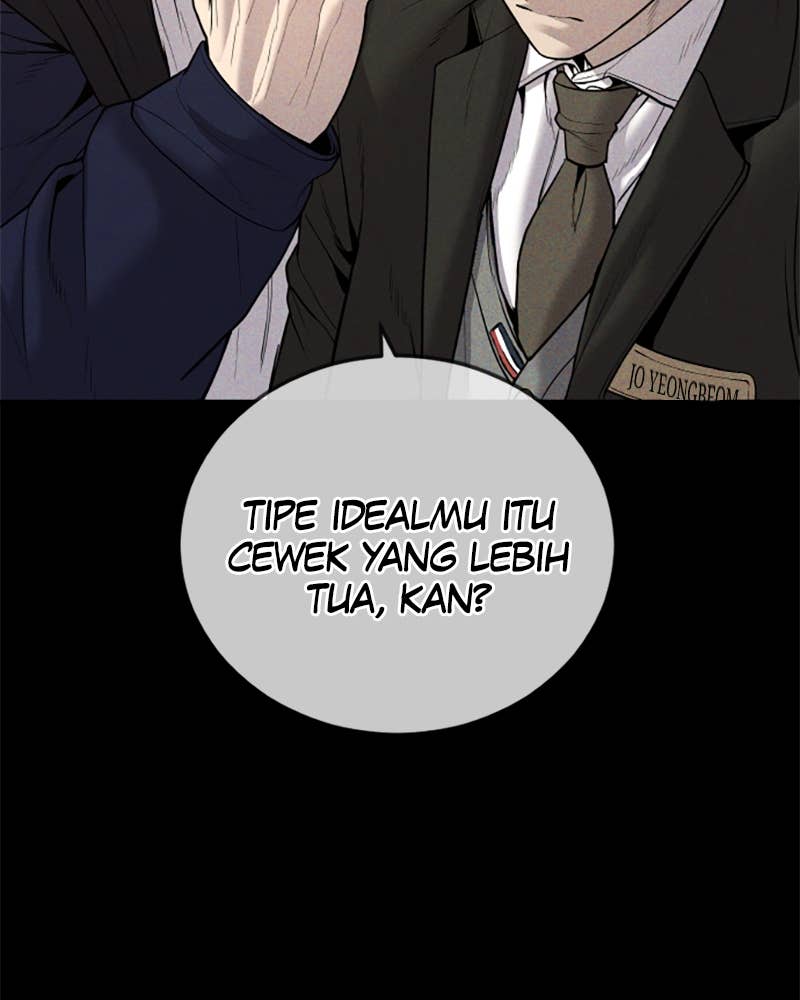 JO YEONGBEOM
TIPE IDEALMU ITU
CEWEK YANG LEBIH
TUA, KAN?